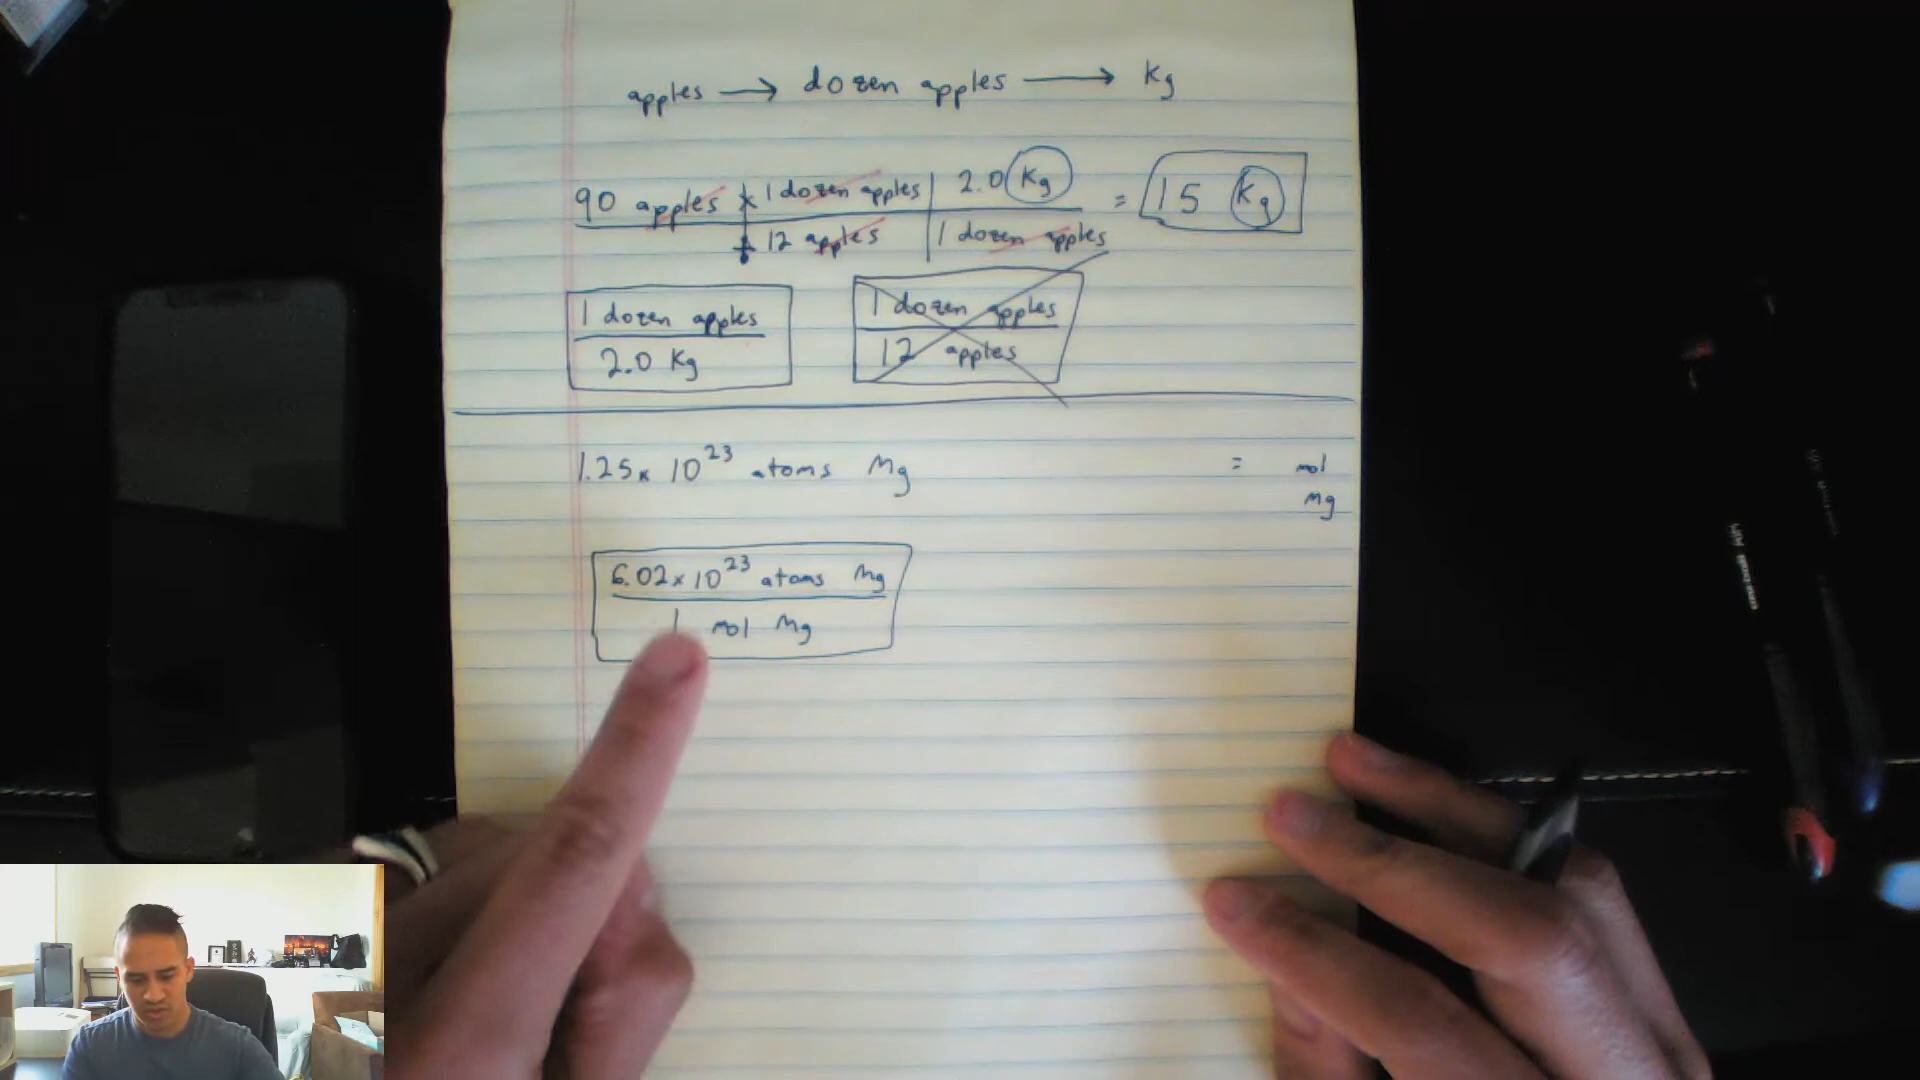 apples → dozen apples → Kg
90 apples x 1 dozen apples | 2.0 Kg = 15 Kg
12 apples | 1 dozen apples
1 dozen apples
2.0 Kg
1 dozen apples
12 apples
1.25 x 10^23 atoms Mg = mol
Mg
6.02 x 10^23 atoms Mg
1 mol Mg